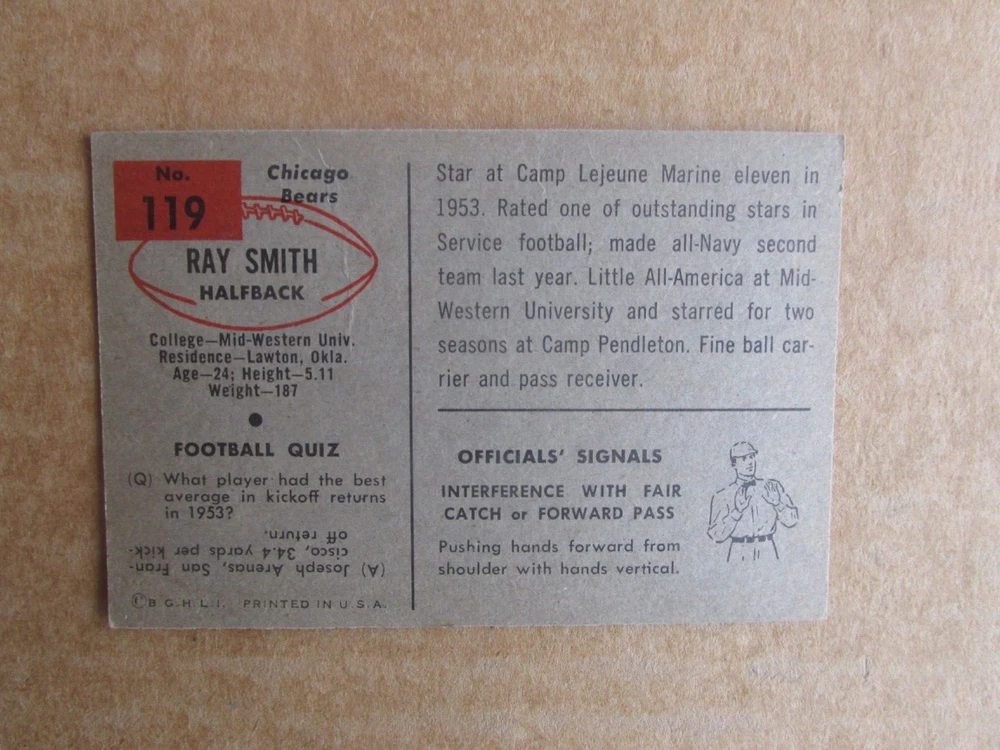 No.
119
Chicago
Bears
RAY SMITH
HALFBACK
College—Mid-Western Univ.
Residence—Lawton, Okla.
Age—24; Height—5.11
Weight—187
FOOTBALL QUIZ
(Q) What player had the best
average in kickoff returns
in 1953?
(A) Joseph Arenas, San Fran-
cisco, 34.4 yards per kick-
off return.
©B.G.H.L.I. PRINTED IN U.S.A.
Star at Camp Lejeune Marine eleven in
1953. Rated one of outstanding stars in
Service football; made all-Navy second
team last year. Little All-America at Mid-
Western University and starred for two
seasons at Camp Pendleton. Fine ball car-
rier and pass receiver.
OFFICIALS' SIGNALS
INTERFERENCE WITH FAIR
CATCH or FORWARD PASS
Pushing hands forward from
shoulder with hands vertical.